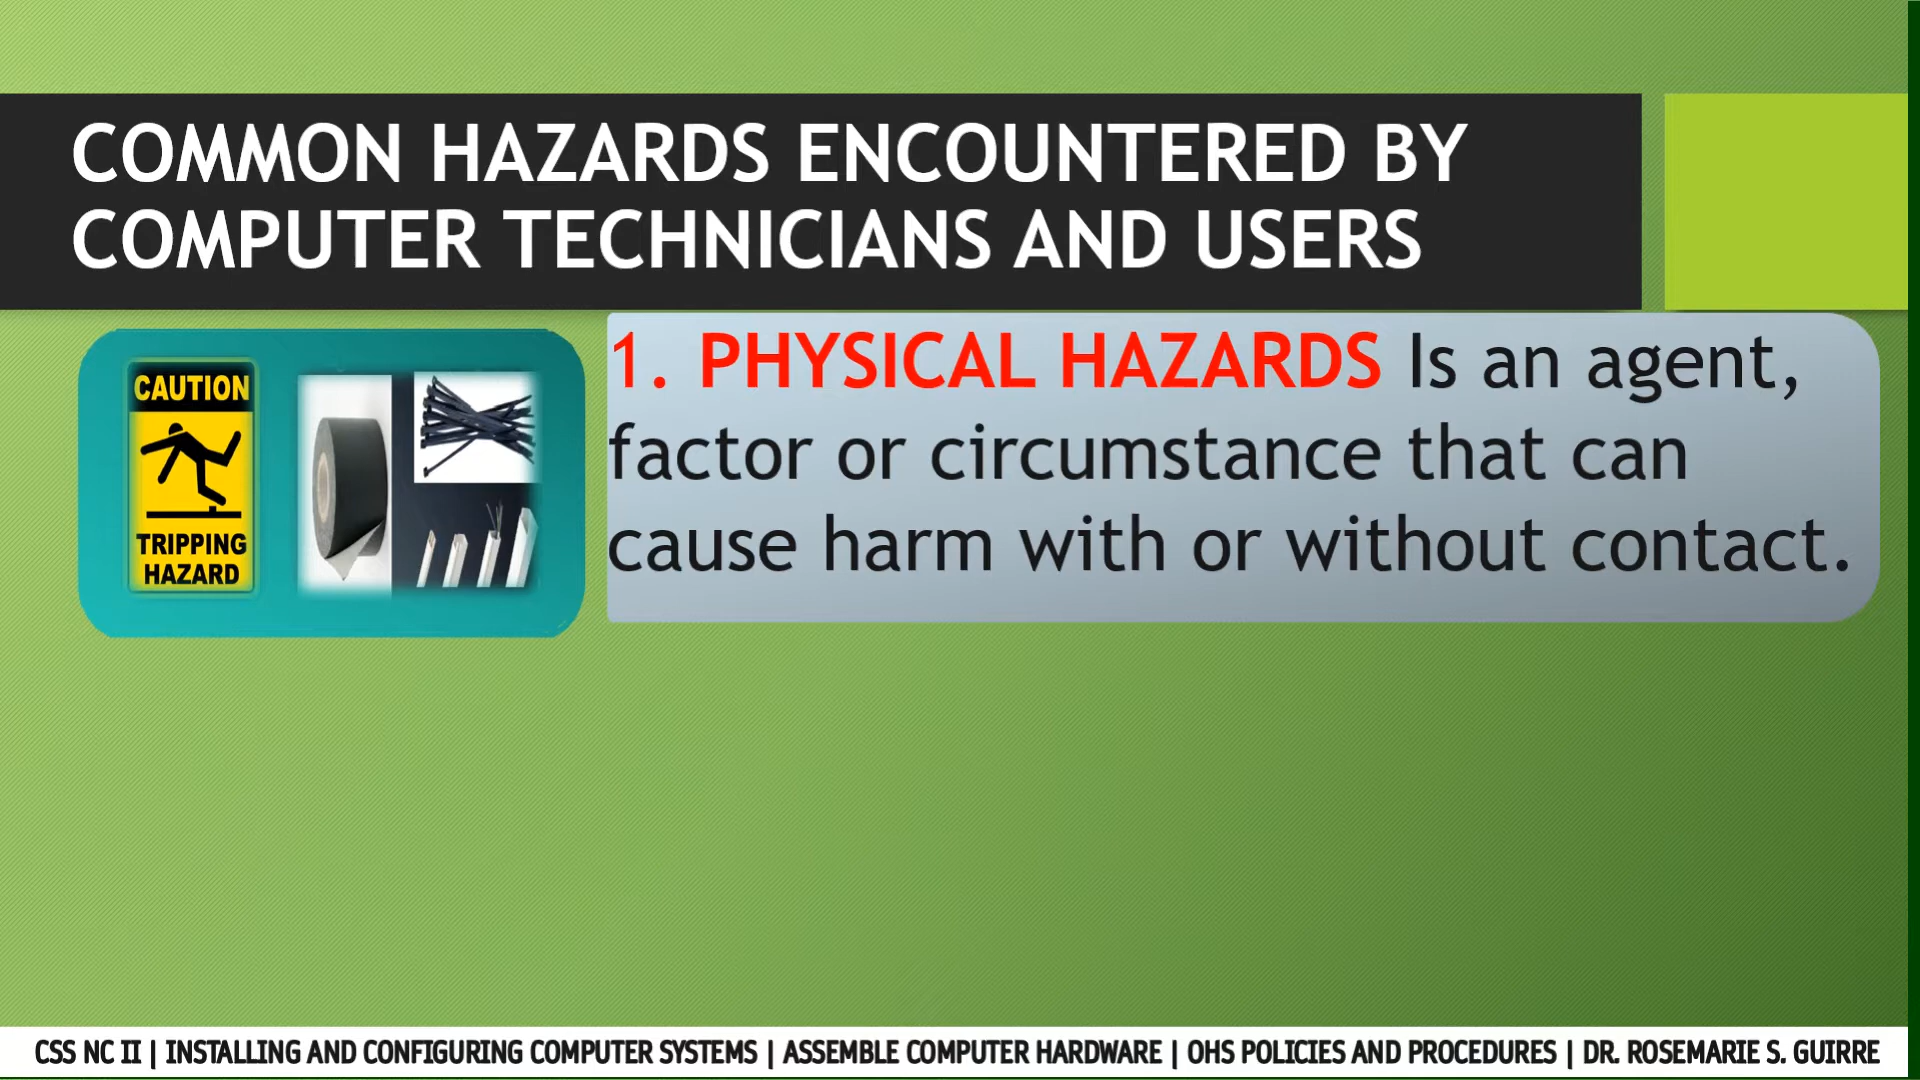 COMMON HAZARDS ENCOUNTERED BY
COMPUTER TECHNICIANS AND USERS
CAUTION
TRIPPING
HAZARD
1. PHYSICAL HAZARDS Is an agent,
factor or circumstance that can
cause harm with or without contact.
CSS NC II | INSTALLING AND CONFIGURING COMPUTER SYSTEMS | ASSEMBLE COMPUTER HARDWARE | OHS POLICIES AND PROCEDURES | DR. ROSEMARIE S. GUIRRE